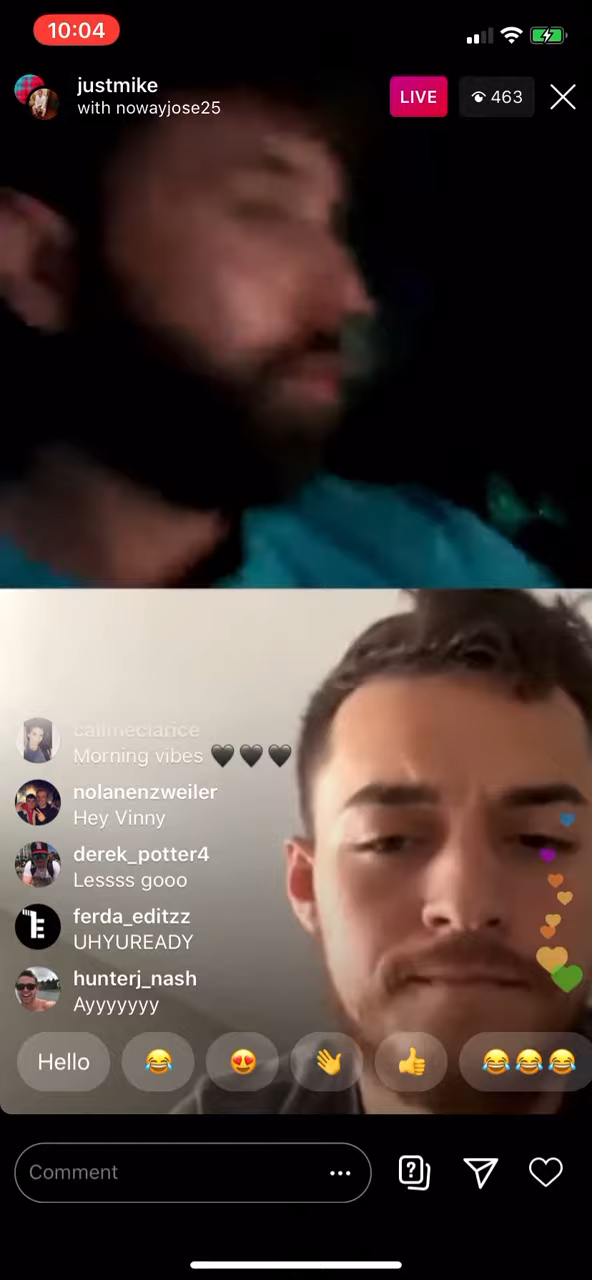 10:04
justmike
with nowayjose25
LIVE
463
callmeclarice
Morning vibes 🖤🖤🖤
nolanenzweiler
Hey Vinny
derek_potter4
Lessss gooo
ferda_editzz
UHYUREADY
hunterj_nash
Ayyyyyyy
Hello 😂 😍 👋 👍 😂😂😂
Comment